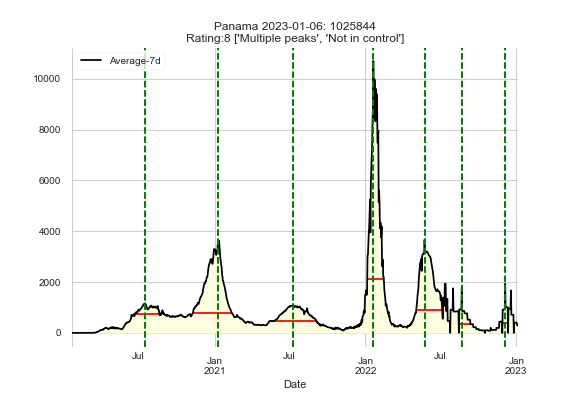 Panama 2023-01-06: 1025844
Rating:8 ['Multiple peaks', 'Not in control']
Average-7d
10000
8000
6000
4000
2000
0
Jul
Jan
2021
Jul
Jan
2022
Jul
Jan
2023
Date